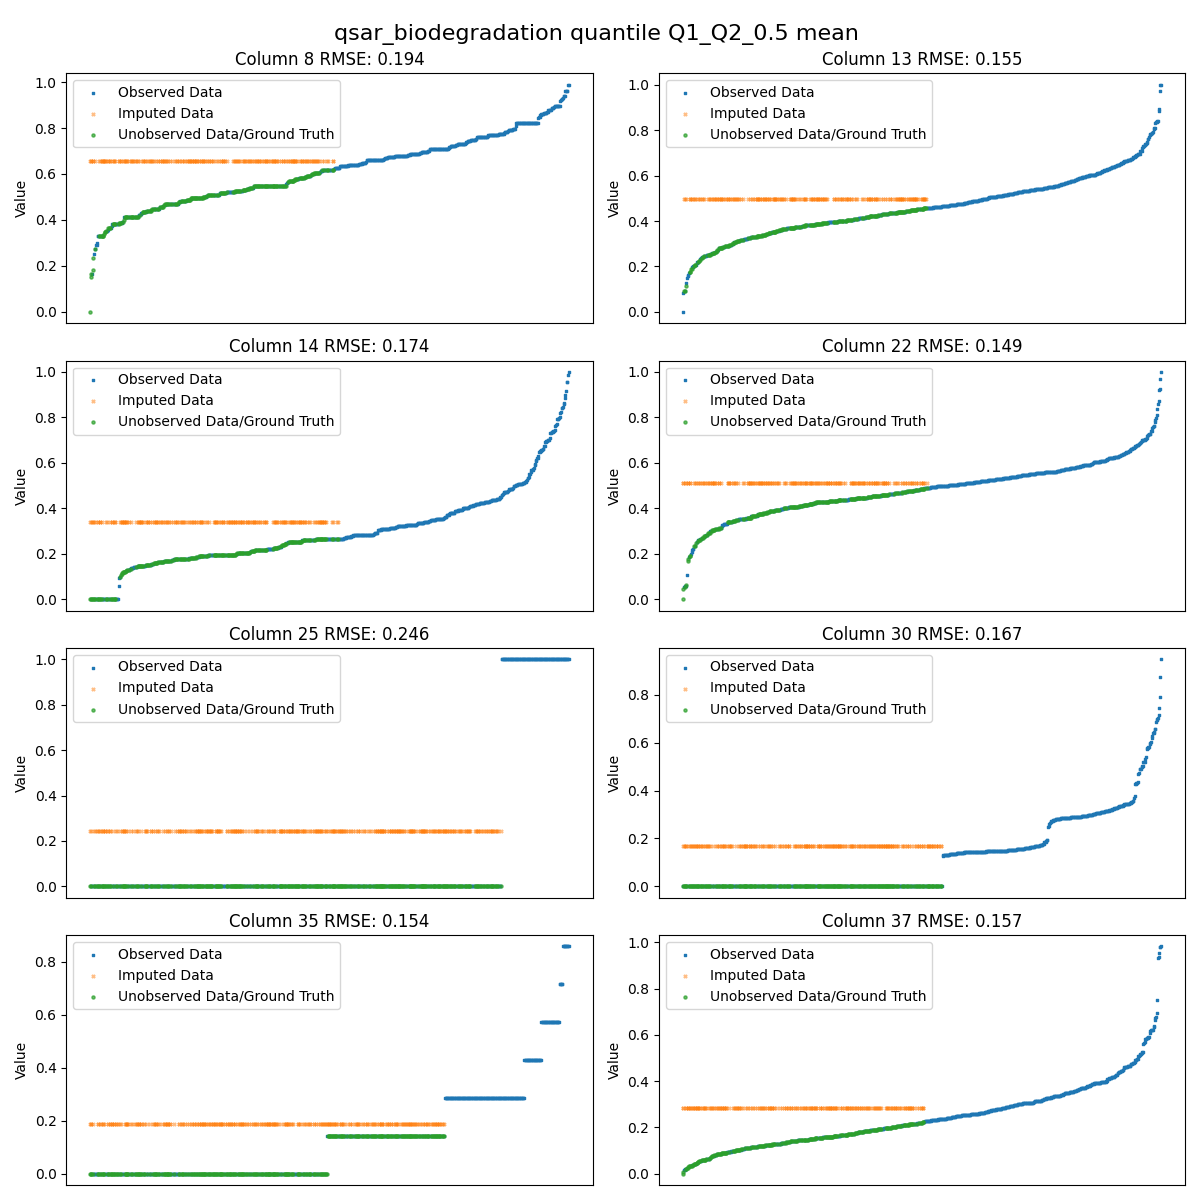 qsar_biodegradation quantile Q1_Q2_0.5 mean
Column 8 RMSE: 0.194
Observed Data
Imputed Data
Unobserved Data/Ground Truth
Value
1.0
0.8
0.6
0.4
0.2
0.0
Column 13 RMSE: 0.155
Observed Data
Imputed Data
Unobserved Data/Ground Truth
Value
1.0
0.8
0.6
0.4
0.2
0.0
Column 14 RMSE: 0.174
Observed Data
Imputed Data
Unobserved Data/Ground Truth
Value
1.0
0.8
0.6
0.4
0.2
0.0
Column 22 RMSE: 0.149
Observed Data
Imputed Data
Unobserved Data/Ground Truth
Value
1.0
0.8
0.6
0.4
0.2
0.0
Column 25 RMSE: 0.246
Observed Data
Imputed Data
Unobserved Data/Ground Truth
Value
1.0
0.8
0.6
0.4
0.2
0.0
Column 30 RMSE: 0.167
Observed Data
Imputed Data
Unobserved Data/Ground Truth
Value
0.8
0.6
0.4
0.2
0.0
Column 35 RMSE: 0.154
Observed Data
Imputed Data
Unobserved Data/Ground Truth
Value
0.8
0.6
0.4
0.2
0.0
Column 37 RMSE: 0.157
Observed Data
Imputed Data
Unobserved Data/Ground Truth
Value
1.0
0.8
0.6
0.4
0.2
0.0